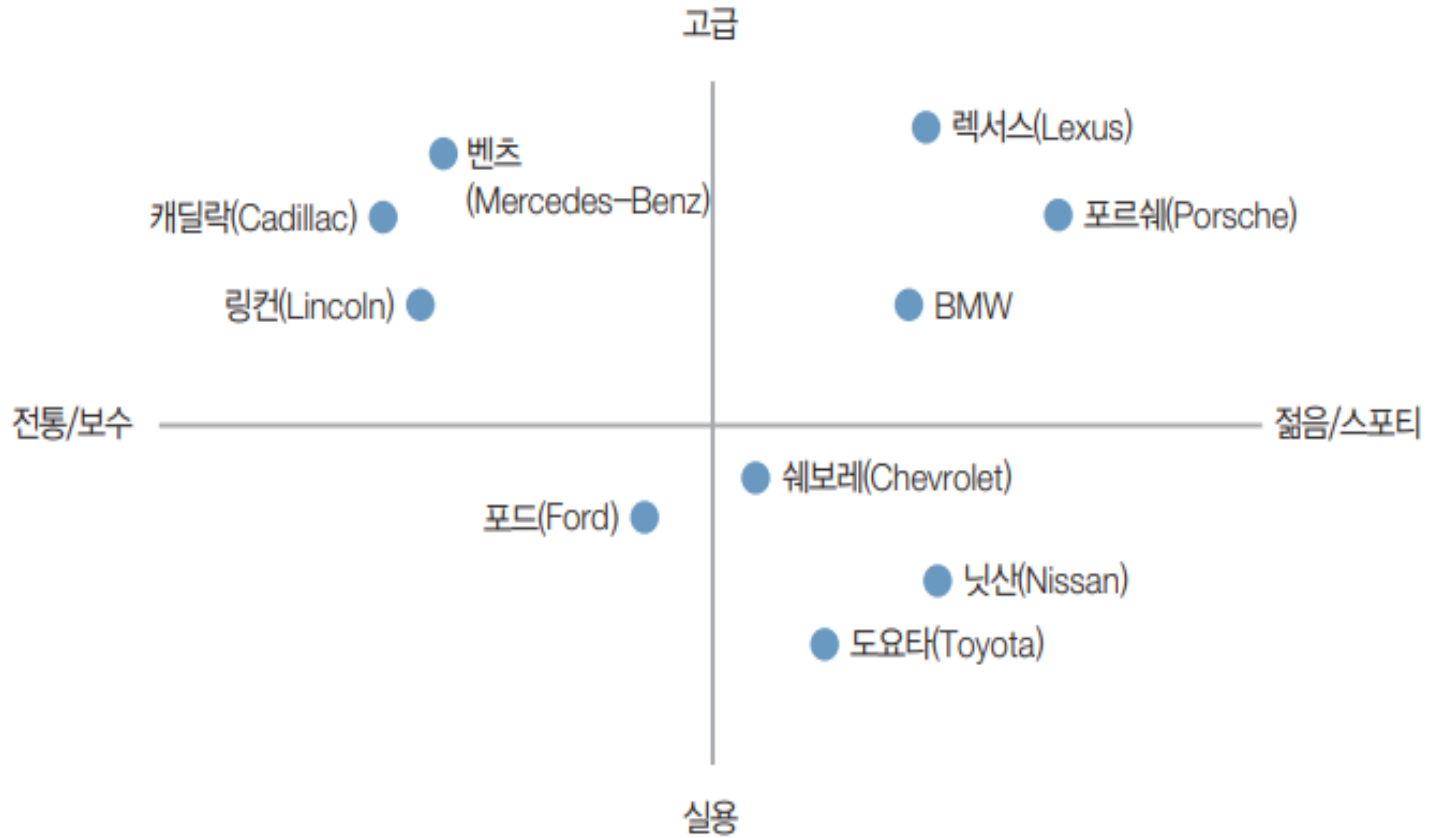 고급
렉서스(Lexus)
벤츠
(Mercedes–Benz)
캐딜락(Cadillac)
포르쉐(Porsche)
링컨(Lincoln)
BMW
전통/보수
젊음/스포티
쉐보레(Chevrolet)
포드(Ford)
닛산(Nissan)
도요타(Toyota)
실용